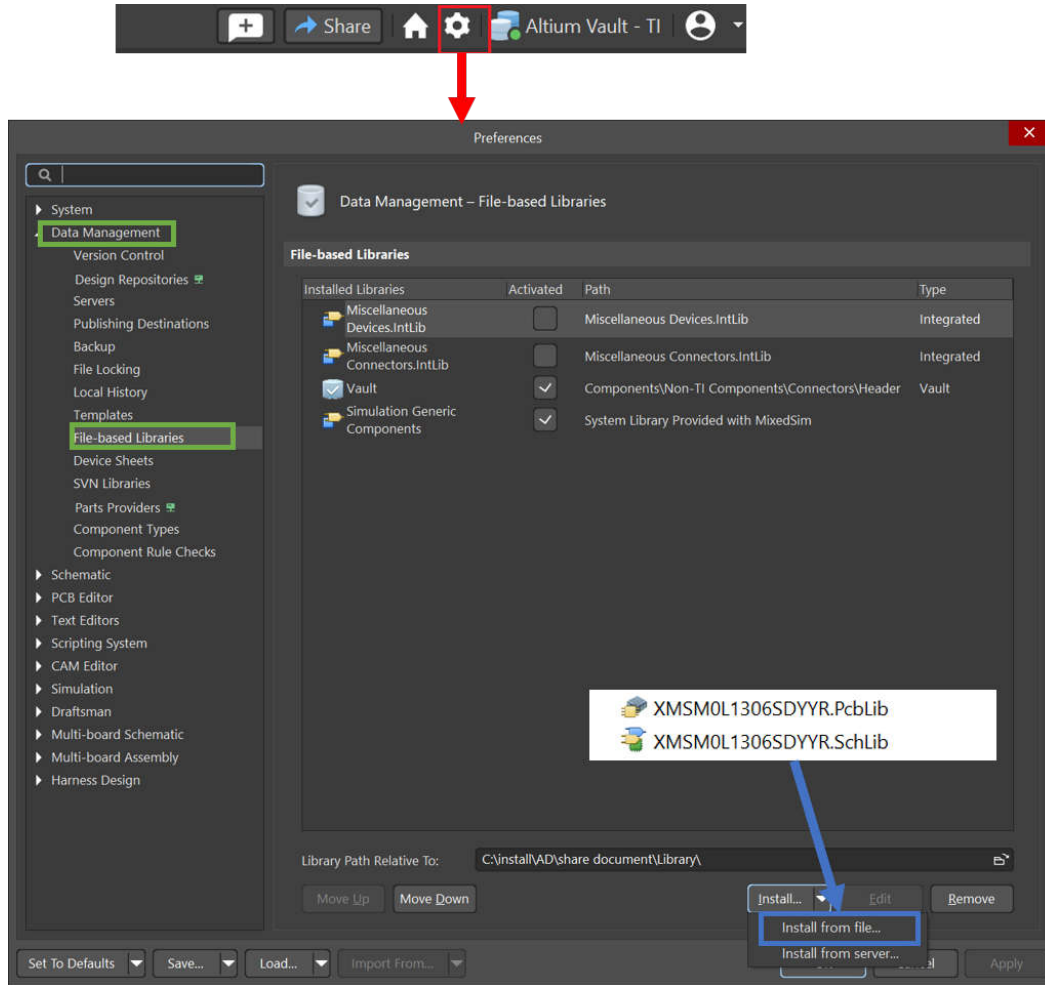 Share
Altium Vault - TI
Preferences
System
Data Management
Version Control
Design Repositories
Servers
Publishing Destinations
Backup
File Locking
Local History
Templates
File-based Libraries
Device Sheets
SVN Libraries
Parts Providers
Component Types
Component Rule Checks
Schematic
PCB Editor
Text Editors
Scripting System
CAM Editor
Simulation
Draftsman
Multi-board Schematic
Multi-board Assembly
Harness Design
Data Management – File-based Libraries
File-based Libraries
Installed Libraries Activated Path Type
Miscellaneous
Devices.IntLib Miscellaneous Devices.IntLib Integrated
Miscellaneous
Connectors.IntLib Miscellaneous Connectors.IntLib Integrated
Vault Components\Non-TI Components\Connectors\Header Vault
Simulation Generic
Components System Library Provided with MixedSim
XMSM0L1306SDYYR.PcbLib
XMSM0L1306SDYYR.SchLib
Library Path Relative To: C:\install\AD\share document\Library\
Move Up Move Down Install... Edit Remove
Install from file...
Install from server...
Set To Defaults Save... Load... Import From... Apply